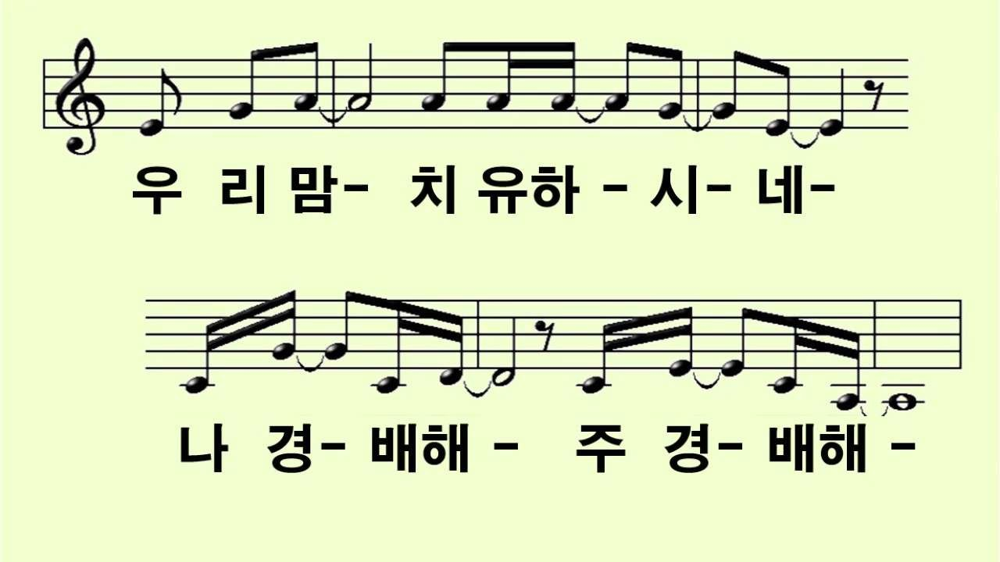 우 리 맘- 치 유하 - 시- 네-
나 경- 배해 - 주 경- 배해 -